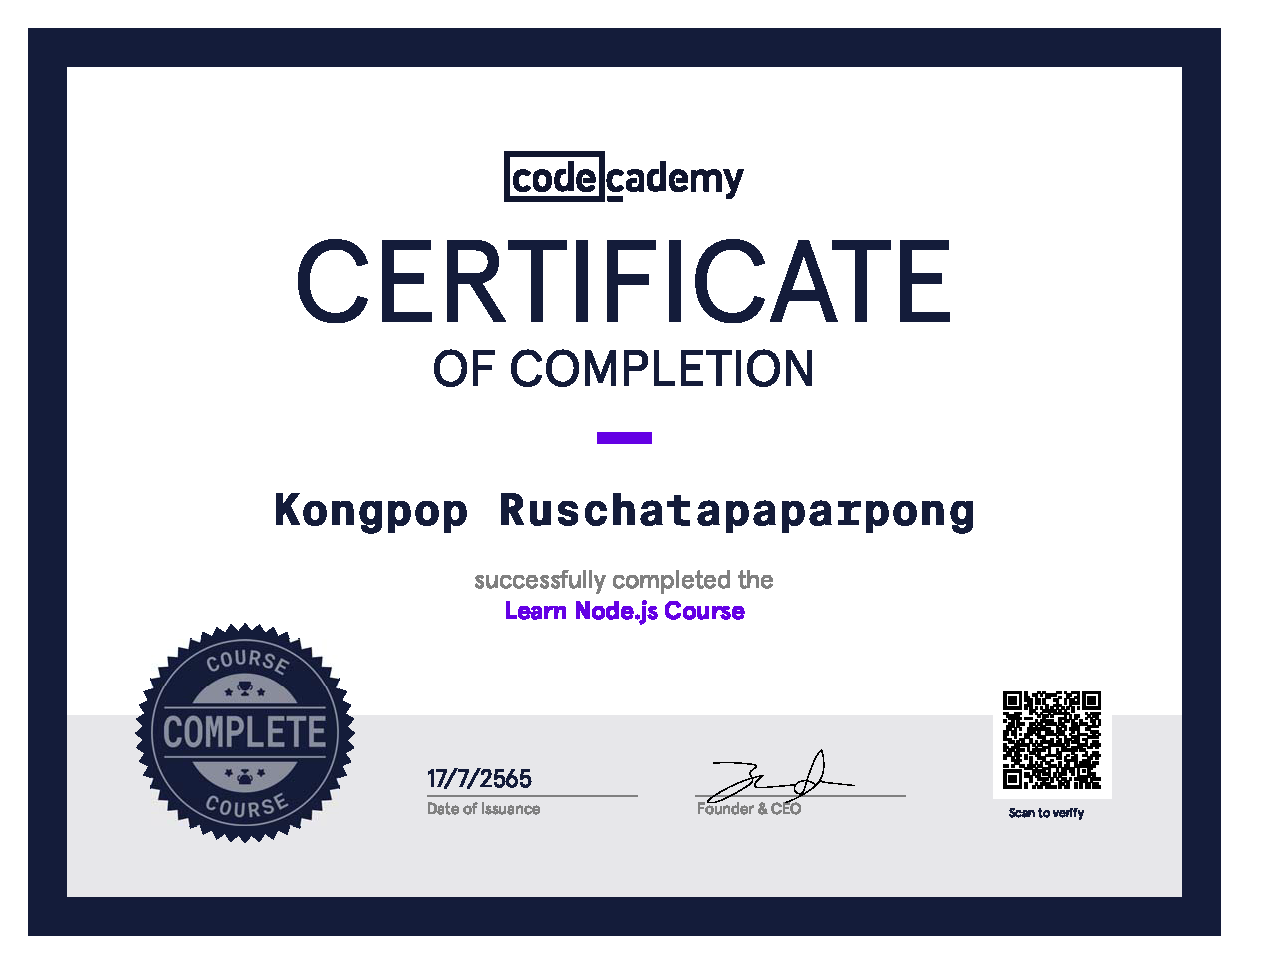 codecademy
CERTIFICATE
OF COMPLETION
Kongpop Ruschatapaparpong
successfully completed the
Learn Node.js Course
COURSE
COMPLETE
COURSE
17/7/2565
Date of Issuance
Founder & CEO
Scan to verify